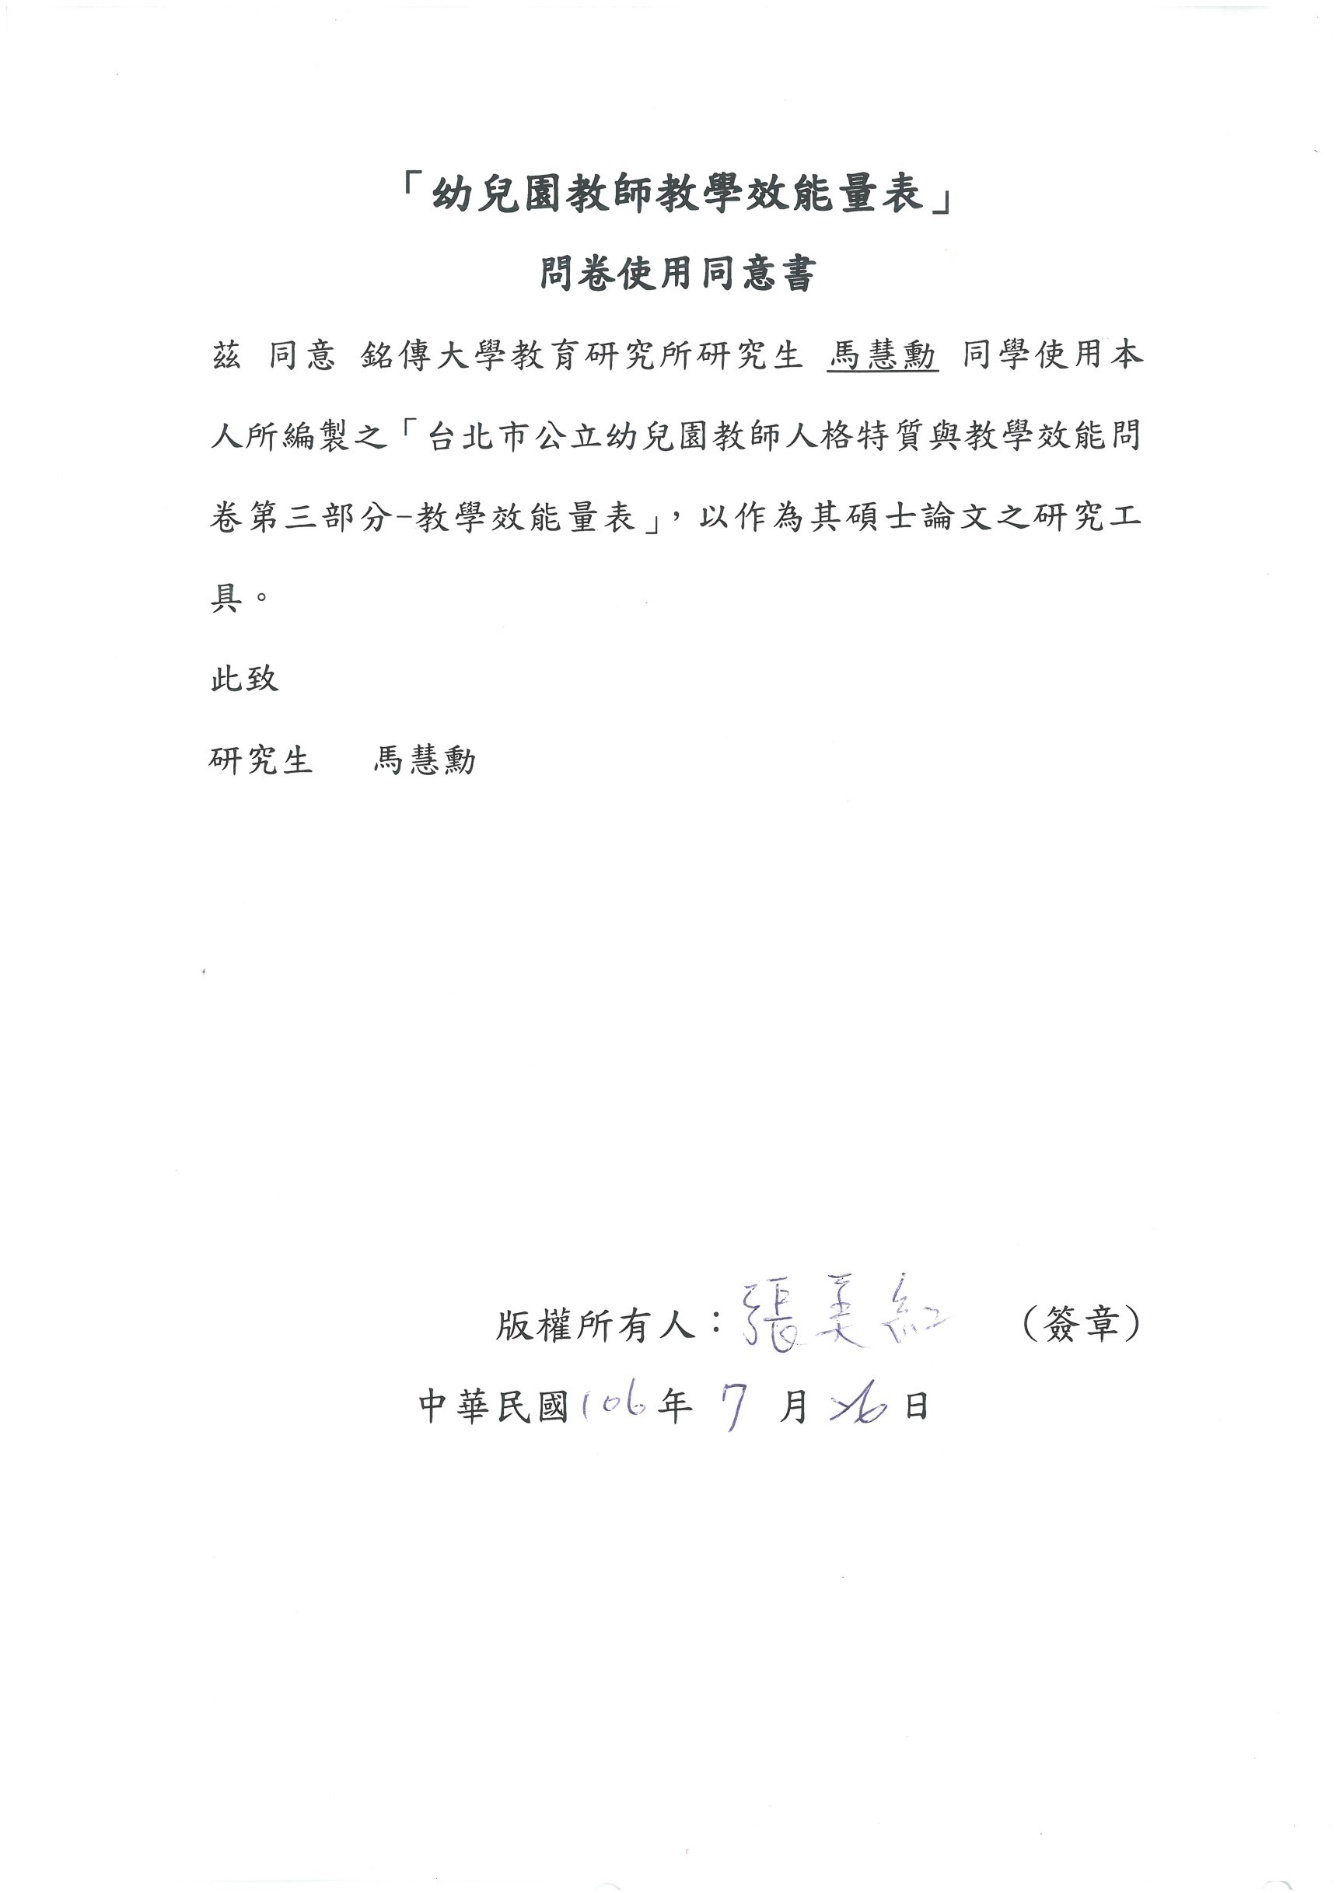 「幼兒園教師教學效能量表」
問卷使用同意書
茲 同意 銘傳大學教育研究所研究生 馬慧勳 同學使用本
人所編製之「台北市公立幼兒園教師人格特質與教學效能問
卷第三部分-教學效能量表」，以作為其碩士論文之研究工
具。
此致
研究生 馬慧勳
版權所有人：張美紅 （簽章）
中華民國106年 7 月 26日